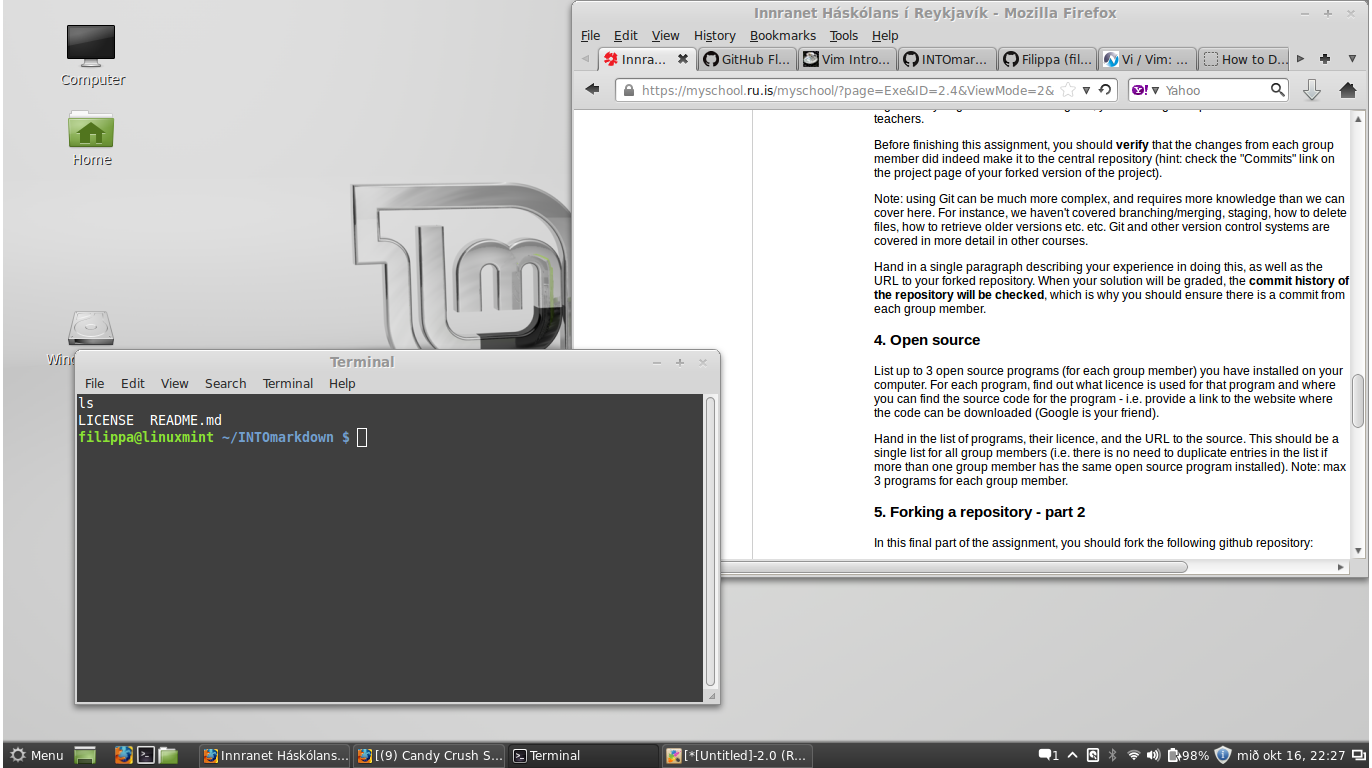 Computer
Home
Innranet Háskólans í Reykjavík - Mozilla Firefox
File Edit View History Bookmarks Tools Help
Innra... GitHub Fl... Vim Intro... INTOmar... Filippa (fil... Vi / Vim: ... How to D...
https://myschool.ru.is/myschool/?page=Exe&ID=2.4&ViewMode=2& Yahoo
teachers.
Before finishing this assignment, you should verify that the changes from each group
member did indeed make it to the central repository (hint: check the "Commits" link on
the project page of your forked version of the project).
Note: using Git can be much more complex, and requires more knowledge than we can
cover here. For instance, we haven't covered branching/merging, staging, how to delete
files, how to retrieve older versions etc. etc. Git and other version control systems are
covered in more detail in other courses.
Hand in a single paragraph describing your experience in doing this, as well as the
URL to your forked repository. When your solution will be graded, the commit history of
the repository will be checked, which is why you should ensure there is a commit from
each group member.
4. Open source
List up to 3 open source programs (for each group member) you have installed on your
computer. For each program, find out what licence is used for that program and where
you can find the source code for the program - i.e. provide a link to the website where
the code can be downloaded (Google is your friend).
Hand in the list of programs, their licence, and the URL to the source. This should be a
single list for all group members (i.e. there is no need to duplicate entries in the list if
more than one group member has the same open source program installed). Note: max
3 programs for each group member.
5. Forking a repository - part 2
In this final part of the assignment, you should fork the following github repository:
Terminal
File Edit View Search Terminal Help
ls
LICENSE README.md
filippa@linuxmint ~/INTOmarkdown $
Menu Innranet Háskólans... [(9) Candy Crush S... Terminal [*[Untitled]-2.0 (R... 1 98% mið okt 16, 22:27